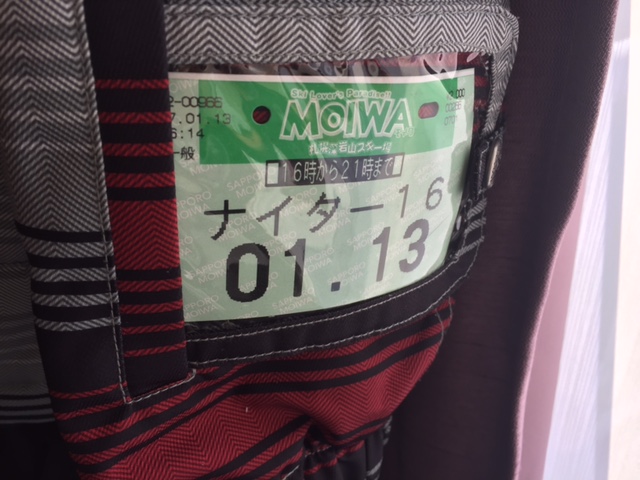 Ski Lover's Paradise!!
MOIWA
札幌藻岩山スキー場
2-00965
7.01.13
6:14
一般
16時から21時まで
ナイター16
01.13
SAPPORO
MOIWA